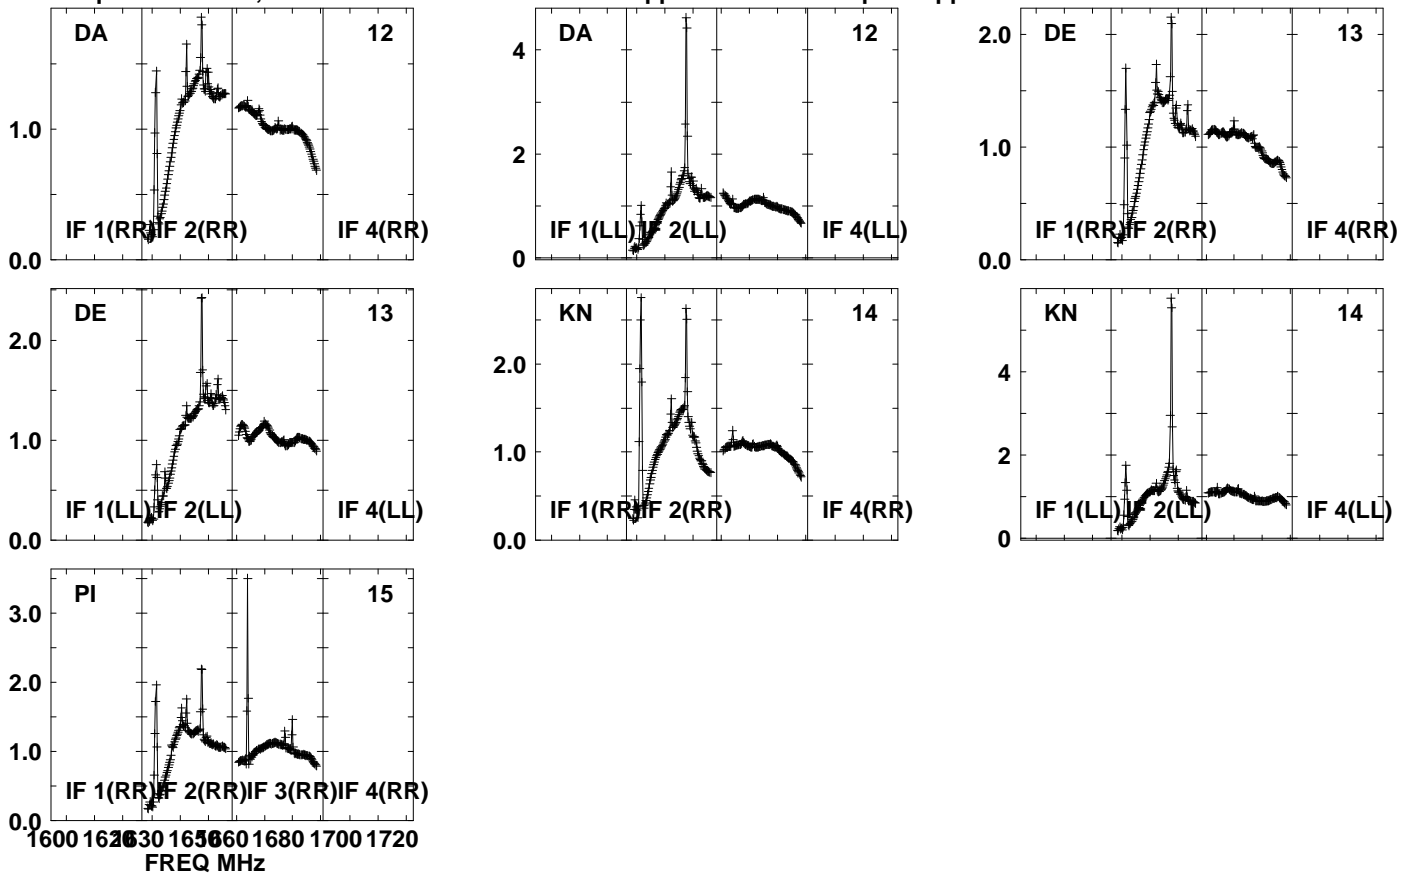 DA 12
1.0
0.0
IF 1(RR) IF 2(RR) IF 4(RR)
DA 12
4
2
0
IF 1(LL) IF 2(LL) IF 4(LL)
DE 13
2.0
1.0
0.0
IF 1(RR) IF 2(RR) IF 4(RR)
DE 13
2.0
1.0
0.0
IF 1(LL) IF 2(LL) IF 4(LL)
KN 14
2.0
1.0
0.0
IF 1(RR) IF 2(RR) IF 4(RR)
KN 14
4
2
0
IF 1(LL) IF 2(LL) IF 4(LL)
PI 15
3.0
2.0
1.0
0.0
IF 1(RR) IF 2(RR) IF 3(RR) IF 4(RR)
1600 1620 1630 1650 1660 1680 1700 1720
FREQ MHz